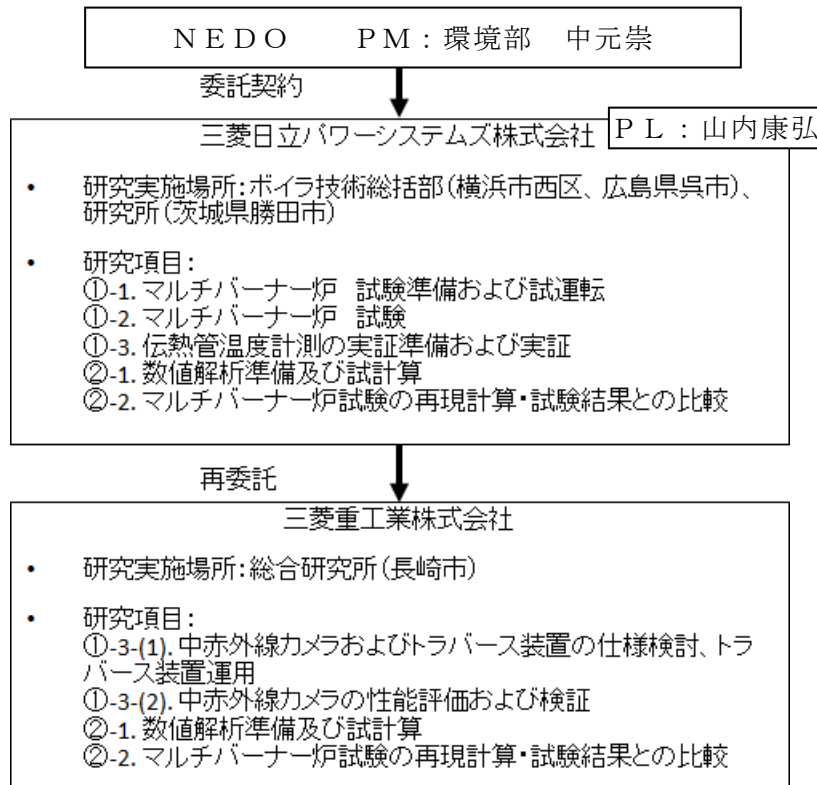 ＮＥＤＯ　　ＰＭ：環境部　中元崇
委託契約
三菱日立パワーシステムズ株式会社
ＰＬ：山内康弘
• 研究実施場所：ボイラ技術総括部（横浜市西区、広島県呉市）、
研究所（茨城県勝田市）
• 研究項目：
①-1. マルチバーナー炉　試験準備および試運転
①-2. マルチバーナー炉　試験
①-3. 伝熱管温度計測の実証準備および実証
②-1. 数値解析準備及び試計算
②-2. マルチバーナー炉試験の再現計算・試験結果との比較
再委託
三菱重工業株式会社
• 研究実施場所：総合研究所（長崎市）
• 研究項目：
①-3-(1). 中赤外線カメラおよびトラバース装置の仕様検討、トラ
バース装置運用
①-3-(2). 中赤外線カメラの性能評価および検証
②-1. 数値解析準備及び試計算
②-2. マルチバーナー炉試験の再現計算・試験結果との比較